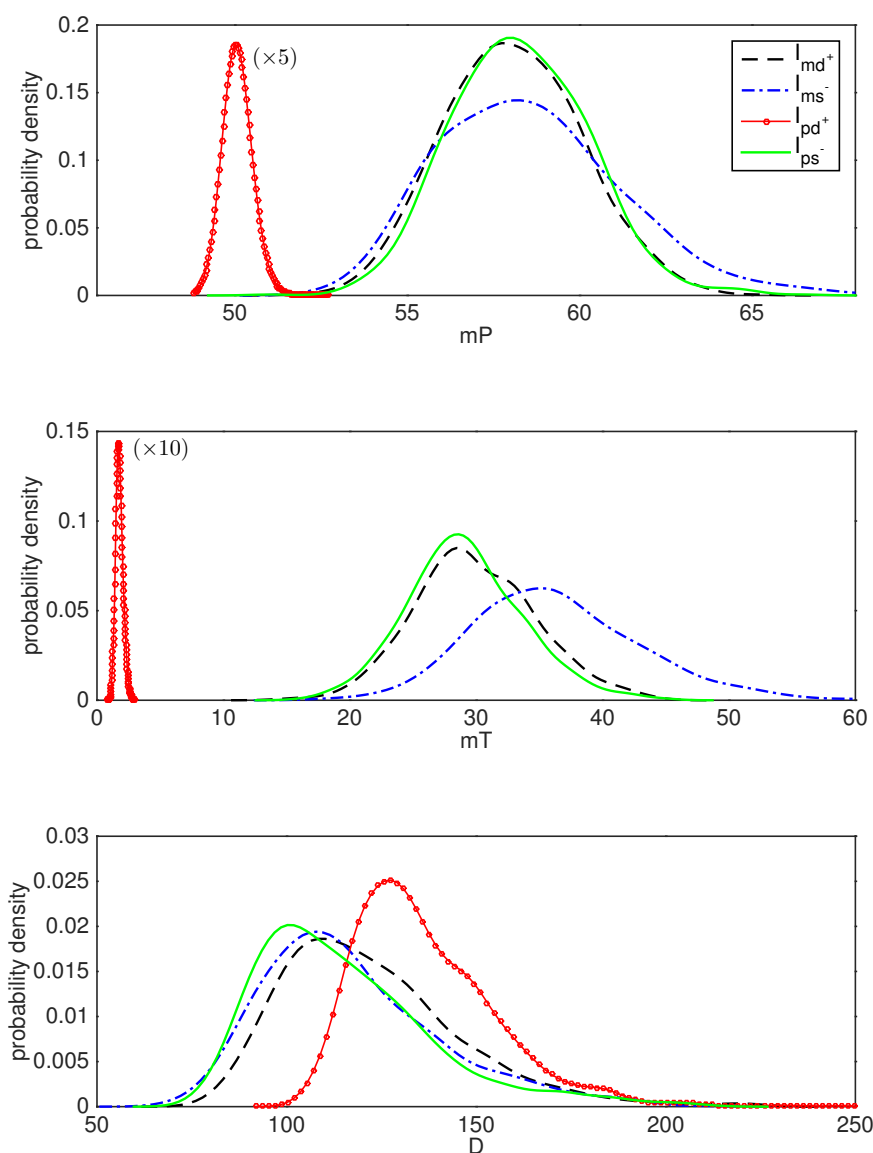 0.2
0.15
0.1
0.05
0
probability density
(×5)
I_md⁺
I_ms⁻
I_pd⁺
I_ps⁻
50 55 60 65
mP
0.15
0.1
0.05
0
probability density
(×10)
0 10 20 30 40 50 60
mT
0.03
0.025
0.02
0.015
0.01
0.005
0
probability density
50 100 150 200 250
D